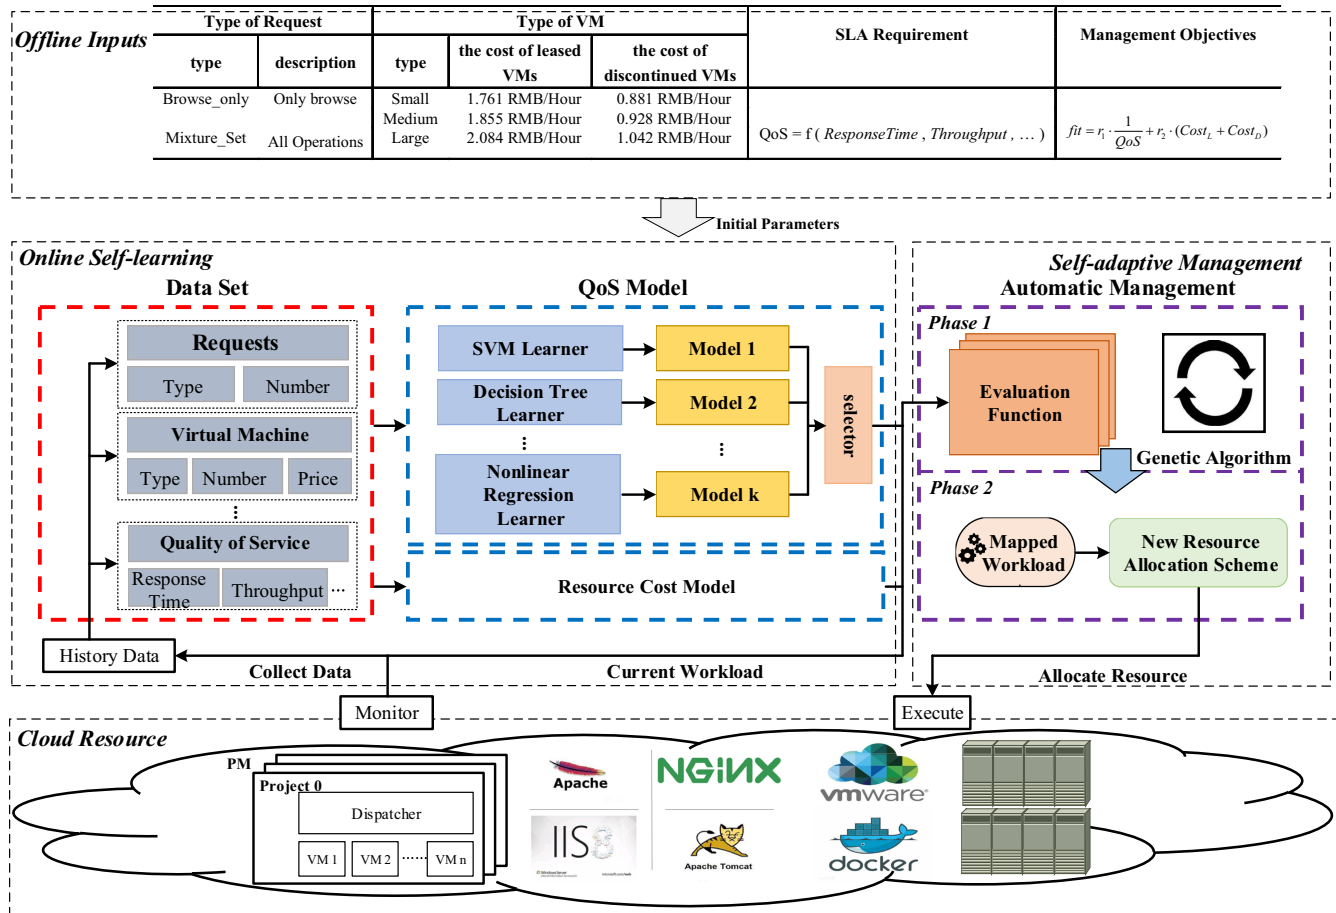 Offline Inputs
Type of Request
Type of VM
SLA Requirement
Management Objectives
type
description
type
the cost of leased
VMs
the cost of
discontinued VMs
Browse_only
Only browse
Small
1.761 RMB/Hour
0.881 RMB/Hour
Medium
1.855 RMB/Hour
0.928 RMB/Hour
Mixture_Set
All Operations
Large
2.084 RMB/Hour
1.042 RMB/Hour
QoS = f ( ResponseTime , Throughput , … )
fit = r₁ · 1/QoS + r₂ · (Cost_L + Cost_D)
Initial Parameters
Online Self-learning
Data Set
QoS Model
Requests
Type
Number
Virtual Machine
Type
Number
Price
⋮
Quality of Service
Response
Time
Throughput
···
SVM Learner
Model 1
Decision Tree
Learner
Model 2
⋮
⋮
Nonlinear
Regression
Learner
Model k
selector
Resource Cost Model
History Data
Collect Data
Current Workload
Self-adaptive Management
Automatic Management
Phase 1
Evaluation
Function
Genetic Algorithm
Phase 2
Mapped
Workload
New Resource
Allocation Scheme
Allocate Resource
Monitor
Execute
Cloud Resource
PM
Project 0
Dispatcher
VM 1
VM 2
······
VM n
Apache
NGINX
vmware®
IIS8
Apache Tomcat
docker